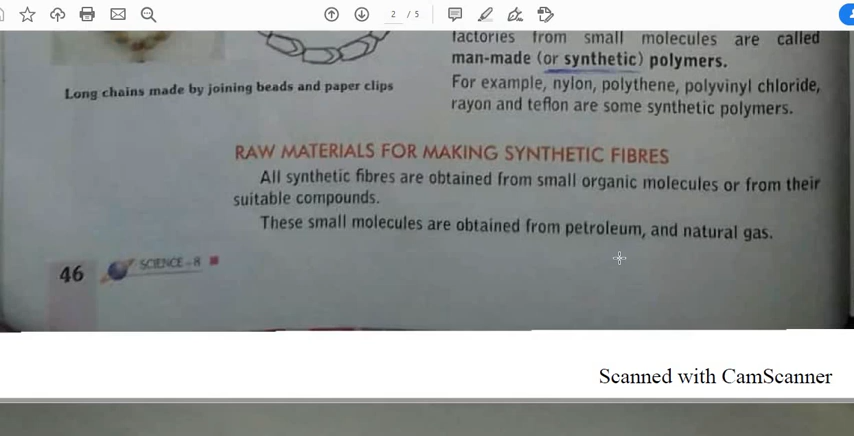 2 / 5
factories from small molecules are called
man-made (or synthetic) polymers.
Long chains made by joining beads and paper clips
For example, nylon, polythene, polyvinyl chloride,
rayon and teflon are some synthetic polymers.
RAW MATERIALS FOR MAKING SYNTHETIC FIBRES
All synthetic fibres are obtained from small organic molecules or from their
suitable compounds.
These small molecules are obtained from petroleum, and natural gas.
46 SCIENCE-8
Scanned with CamScanner